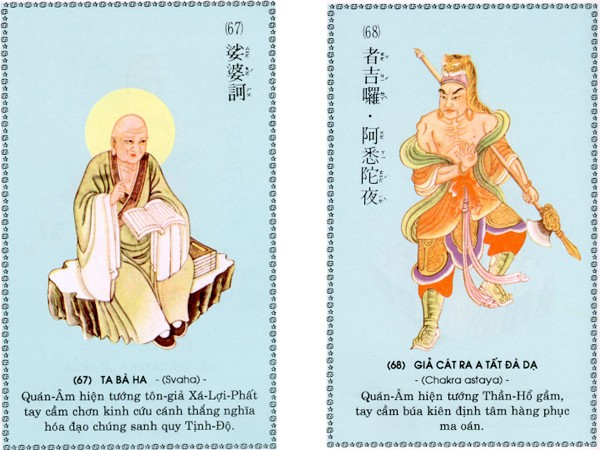 (67)
娑婆訶
(67) TA BÀ HA - (Svaha) -
Quán-Âm hiện tướng tôn-giả Xá-Lợi-Phất
tay cầm chơn kinh cứu cánh thắng nghĩa
hóa đạo chúng sanh quy Tịnh-Độ.
(68)
者吉囉・阿悉陀夜
(68) GIẢ CÁT RA A TẤT ĐÀ DẠ
- (Chakra astaya) -
Quán-Âm hiện tướng Thần-Hổ gầm,
tay cầm búa kiên định tâm hàng phục
ma oán.